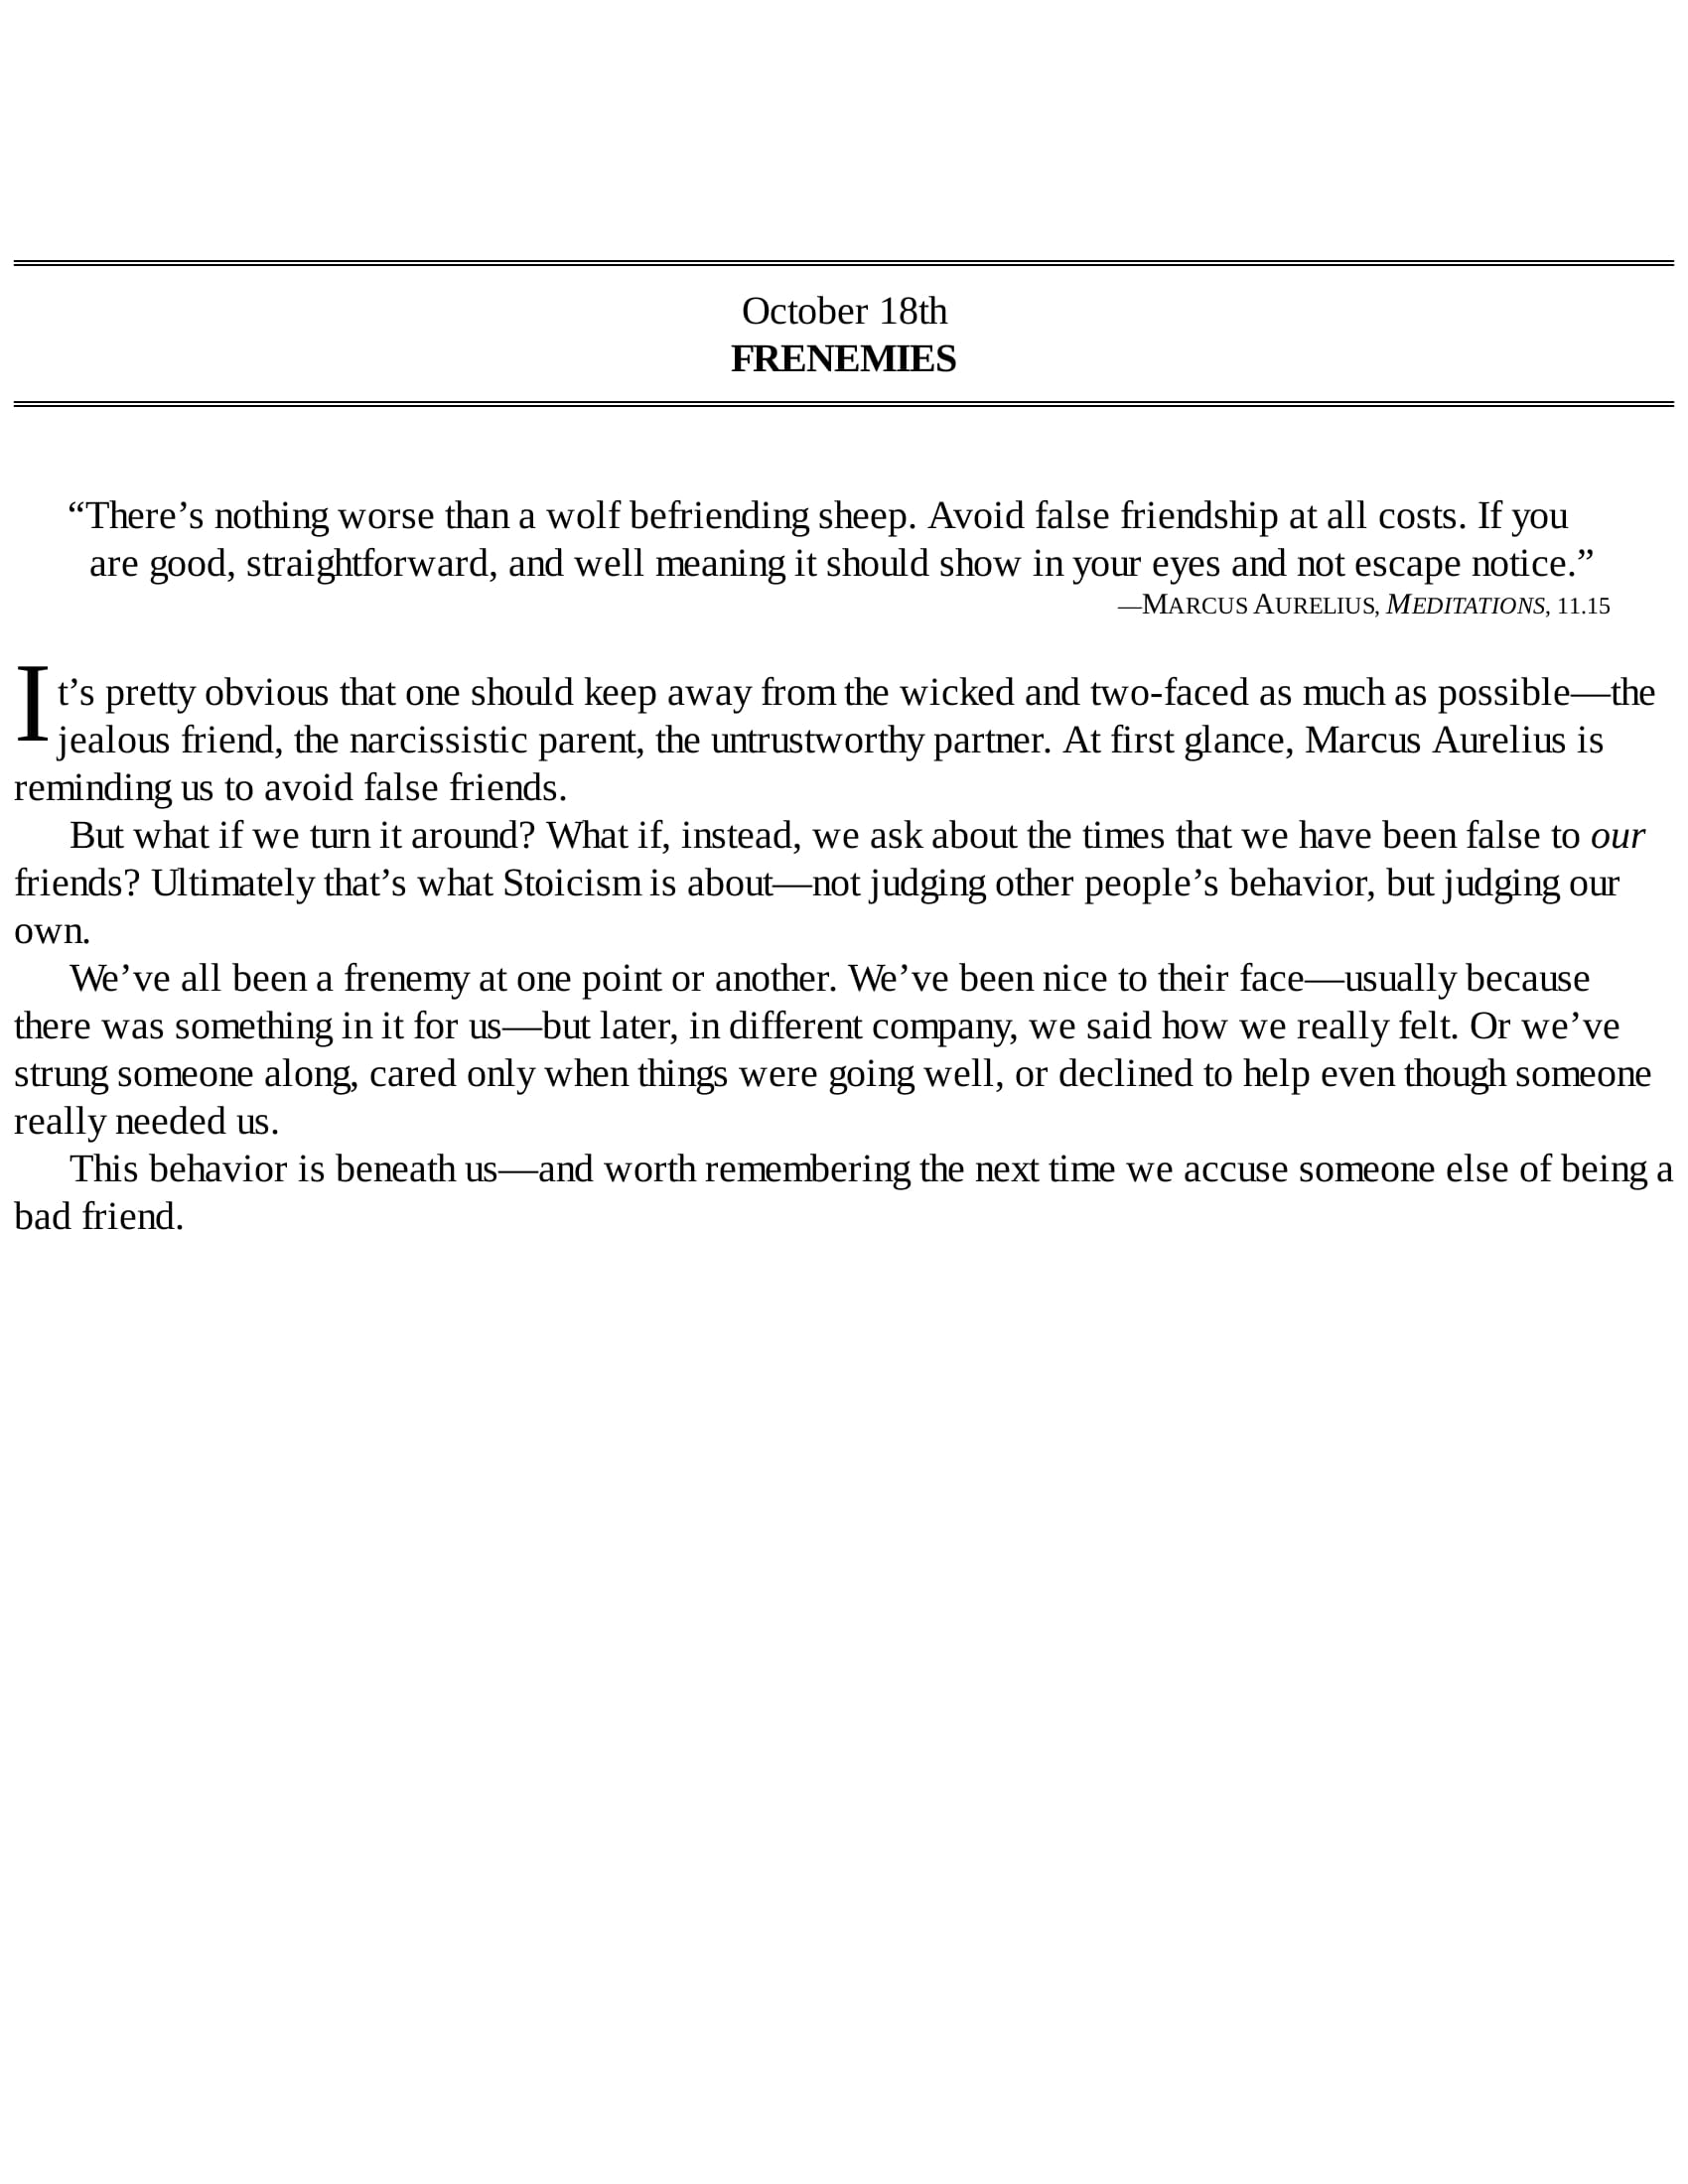 October 18th
FRENEMIES
“There’s nothing worse than a wolf befriending sheep. Avoid false friendship at all costs. If you
are good, straightforward, and well meaning it should show in your eyes and not escape notice.”
—MARCUS AURELIUS, MEDITATIONS, 11.15
It’s pretty obvious that one should keep away from the wicked and two-faced as much as possible—the
jealous friend, the narcissistic parent, the untrustworthy partner. At first glance, Marcus Aurelius is
reminding us to avoid false friends.
But what if we turn it around? What if, instead, we ask about the times that we have been false to our
friends? Ultimately that’s what Stoicism is about—not judging other people’s behavior, but judging our
own.
We’ve all been a frenemy at one point or another. We’ve been nice to their face—usually because
there was something in it for us—but later, in different company, we said how we really felt. Or we’ve
strung someone along, cared only when things were going well, or declined to help even though someone
really needed us.
This behavior is beneath us—and worth remembering the next time we accuse someone else of being a
bad friend.